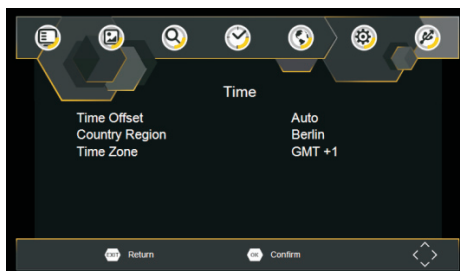 Time
Time Offset Auto
Country Region Berlin
Time Zone GMT +1
EXIT Return OK Confirm